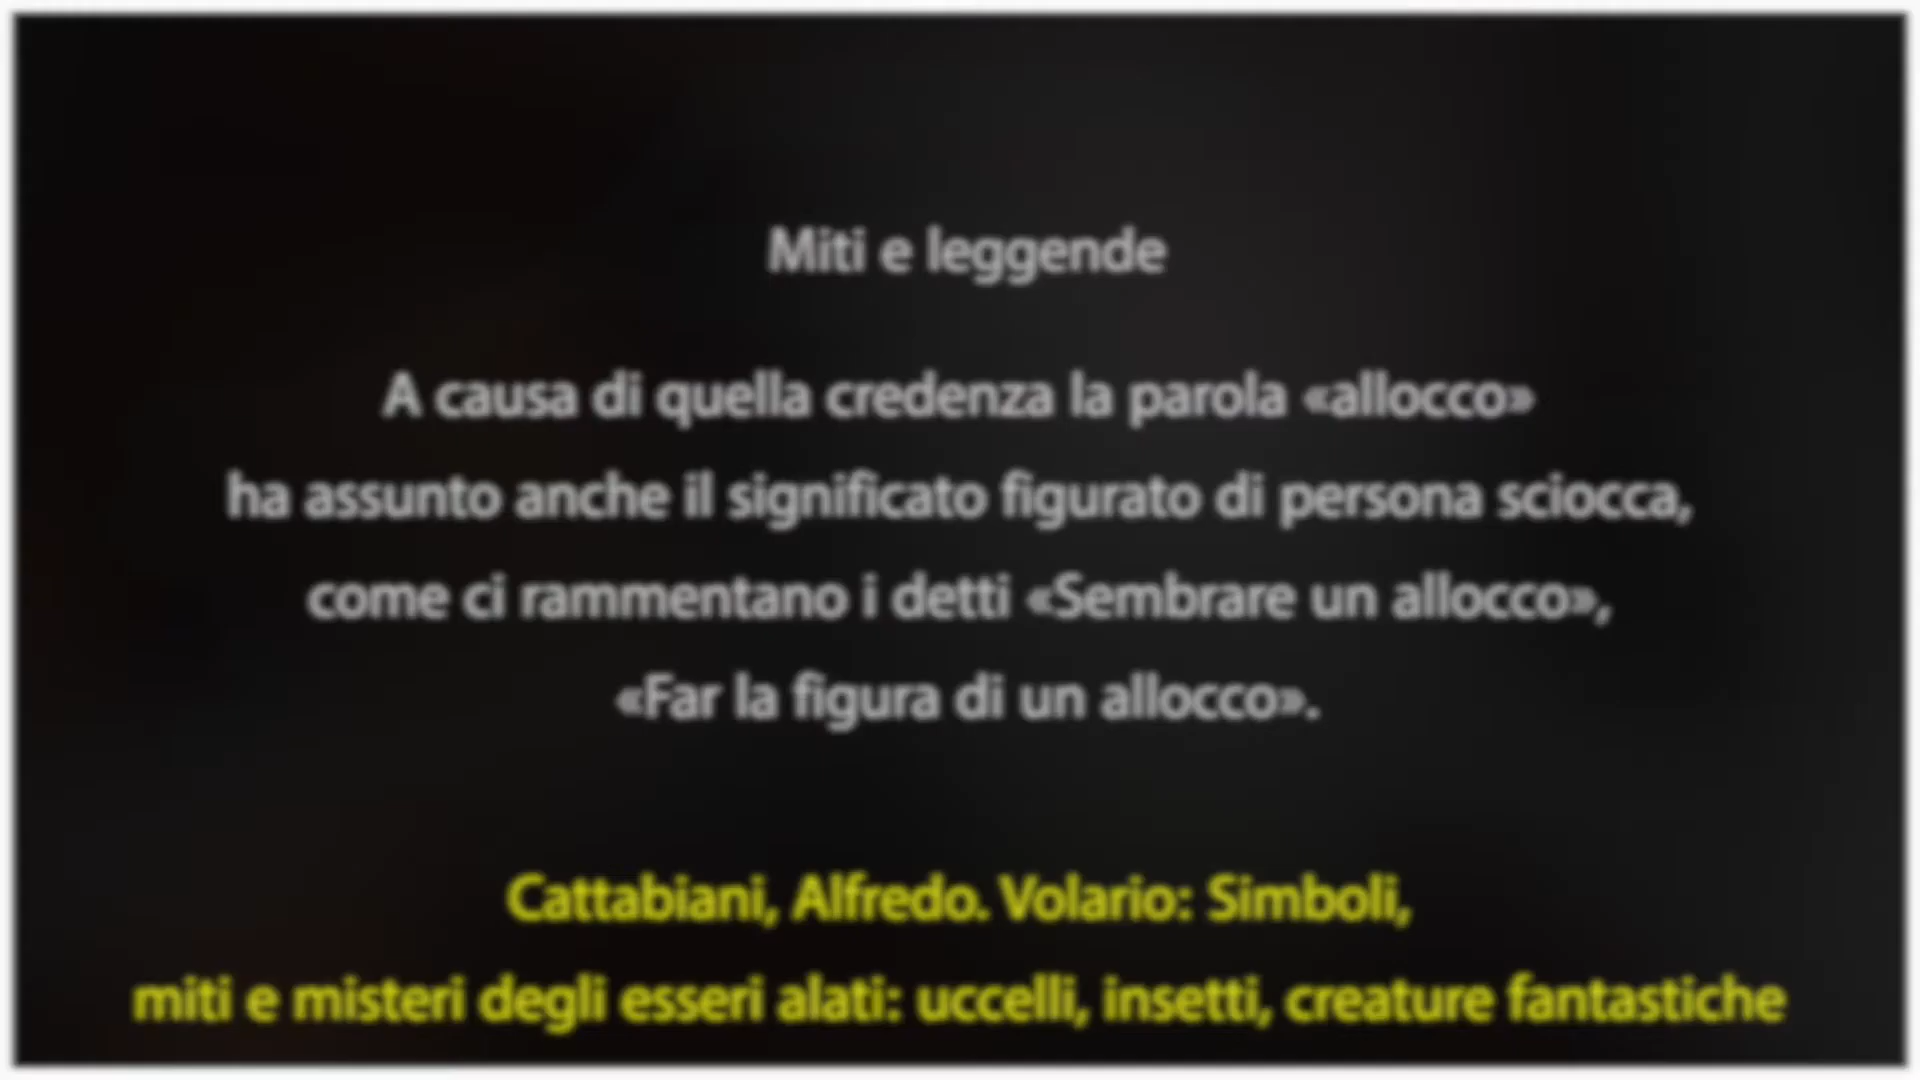 Miti e leggende
A causa di quella credenza la parola «allocco»
ha assunto anche il significato figurato di persona sciocca,
come ci rammentano i detti «Sembrare un allocco»,
«Far la figura di un allocco».
Cattabiani, Alfredo. Volario: Simboli,
miti e misteri degli esseri alati: uccelli, insetti, creature fantastiche